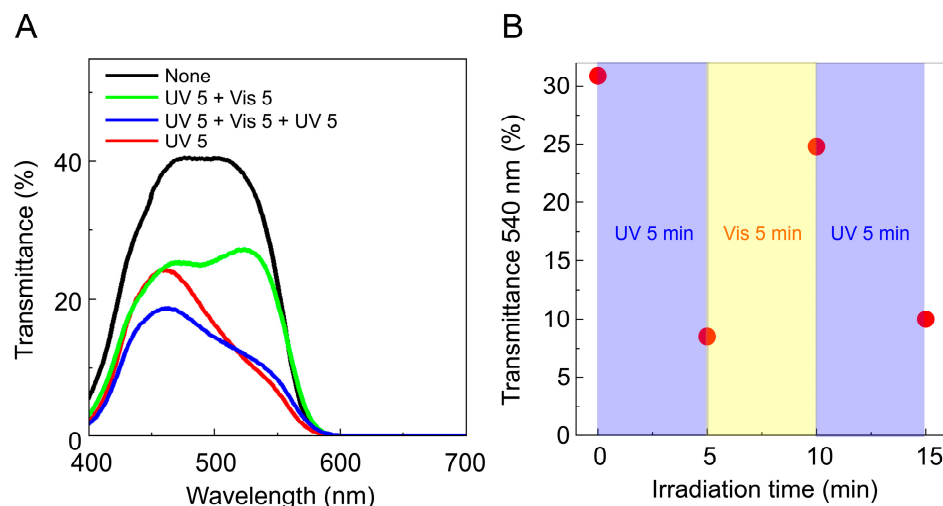 A
None
UV 5 + Vis 5
UV 5 + Vis 5 + UV 5
UV 5
Transmittance (%)
40
20
0
400
500
600
700
Wavelength (nm)
B
Transmittance 540 nm (%)
30
25
20
15
10
5
0
UV 5 min
Vis 5 min
UV 5 min
0
5
10
15
Irradiation time (min)